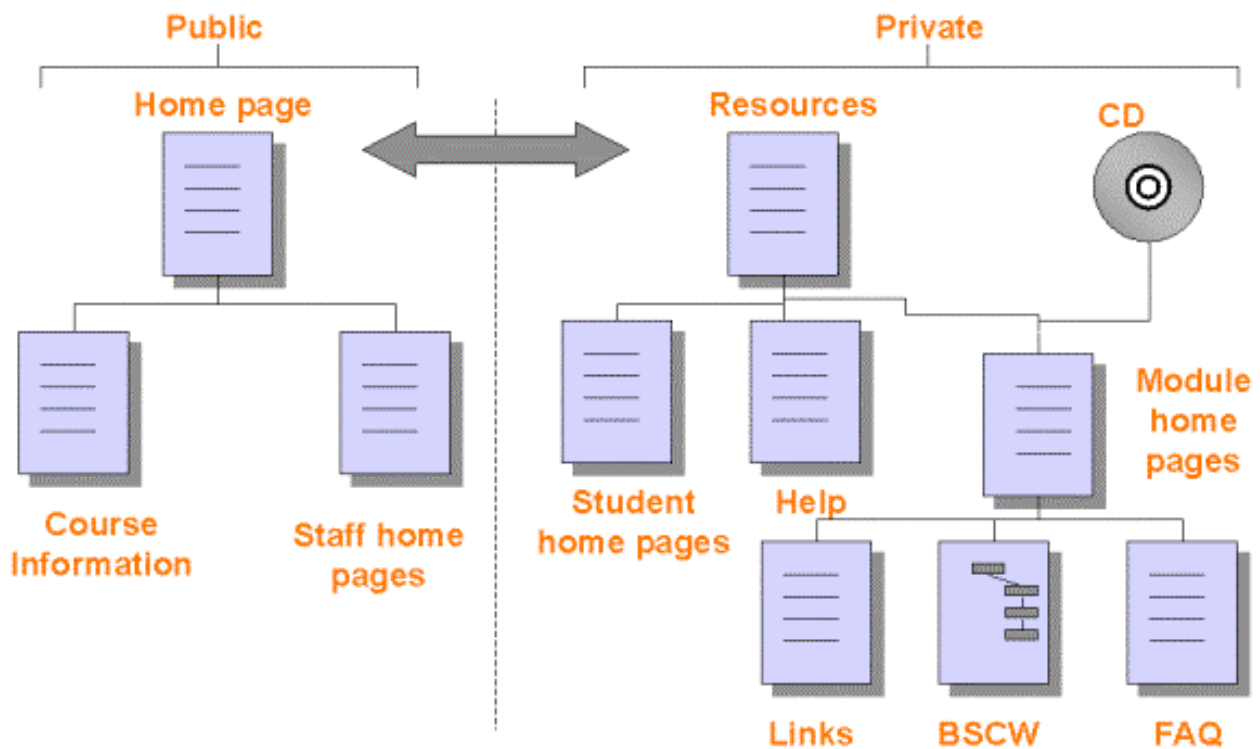 Public
Private
Home page
Resources
CD
Module
home
pages
Course
Information
Staff home
pages
Student
home pages
Help
Links
BSCW
FAQ